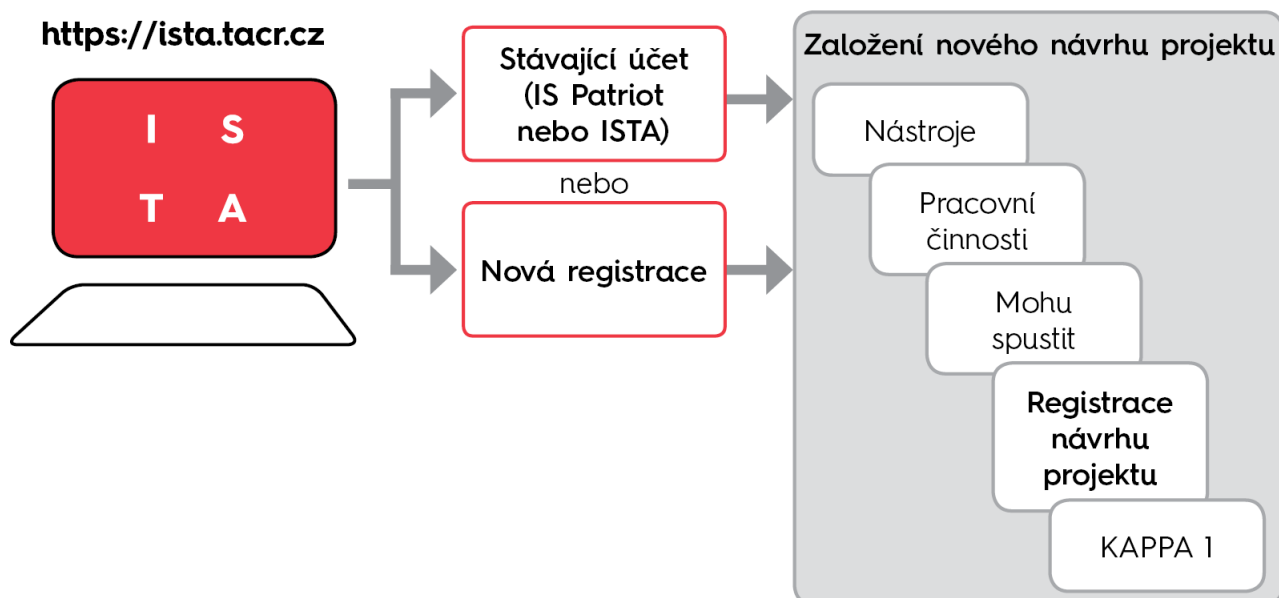 https://ista.tacr.cz
I S
T A
Stávající účet
(IS Patriot
nebo ISTA)
nebo
Nová registrace
Založení nového návrhu projektu
Nástroje
Pracovní
činnosti
Mohu
spustit
Registrace
návrhu
projektu
KAPPA 1